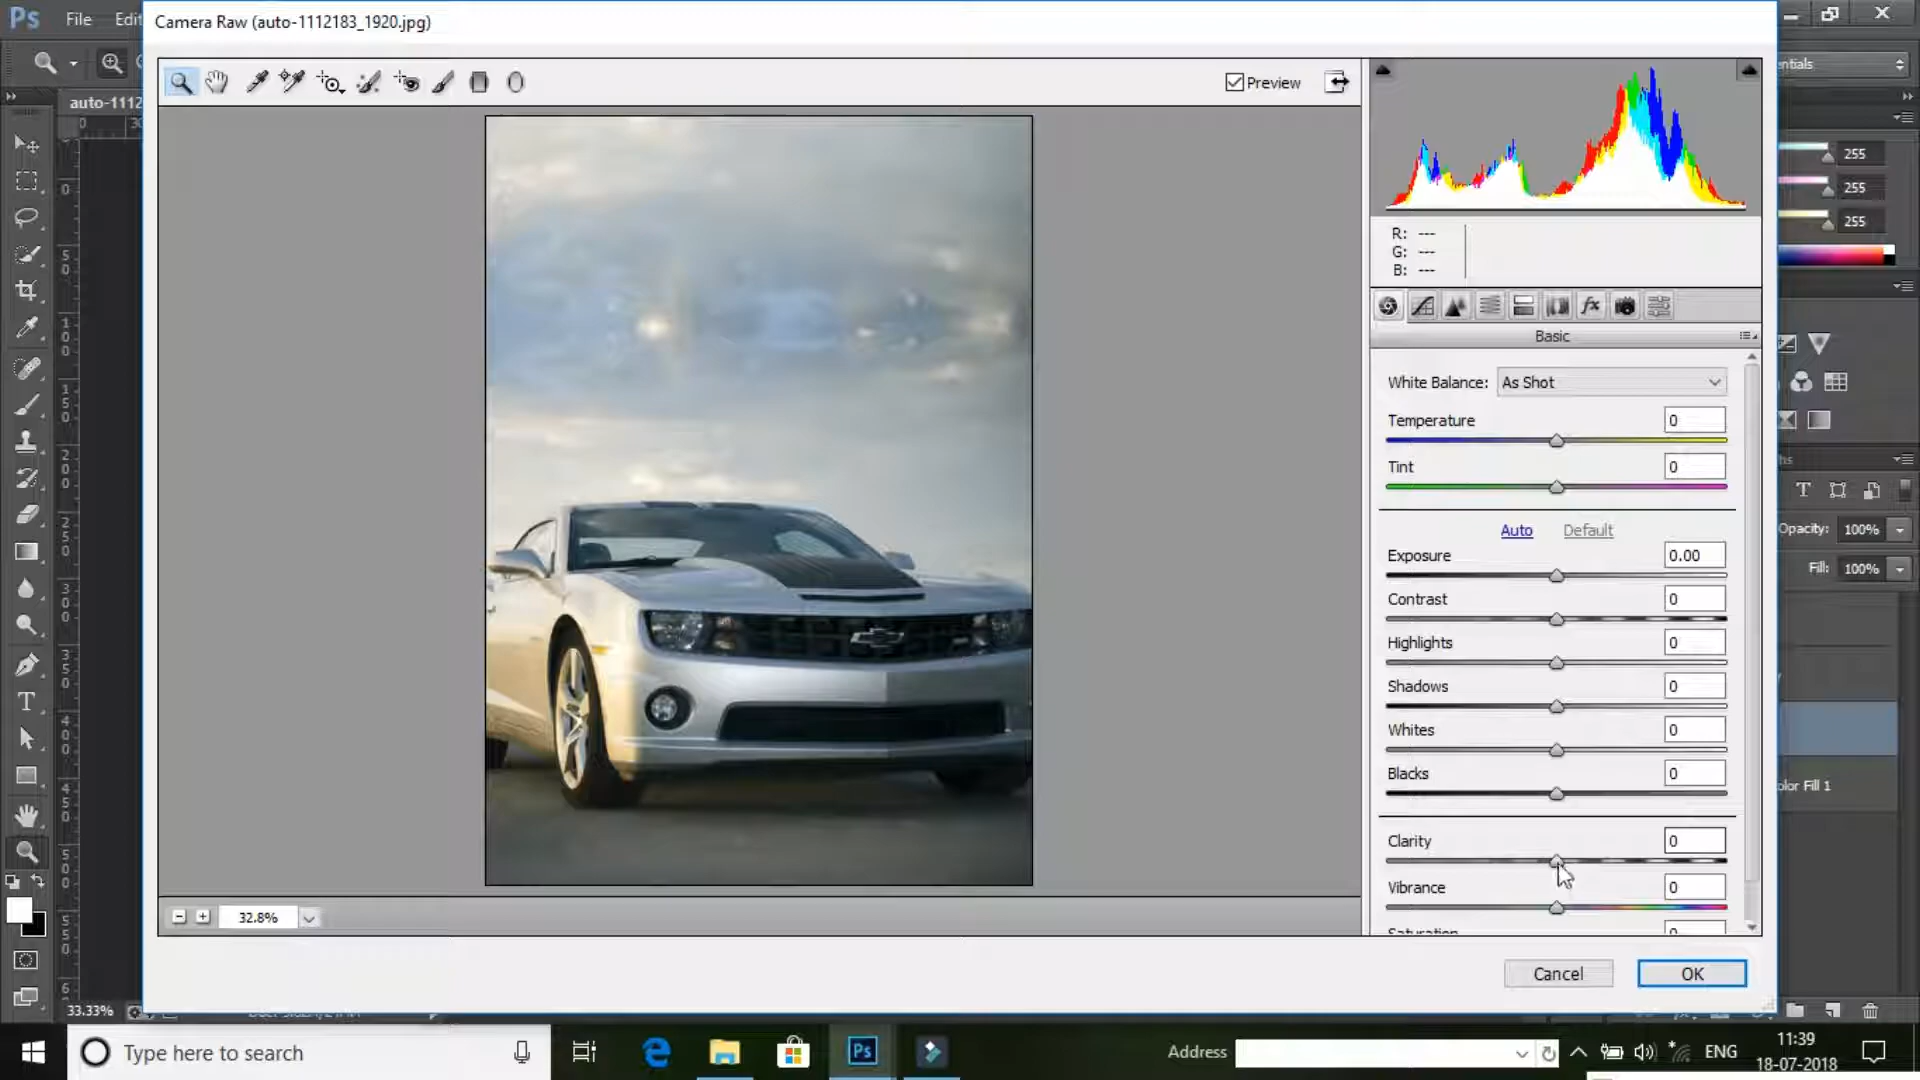 Ps File Edi
Camera Raw (auto-1112183_1920.jpg)
Preview
entials
auto-1112
255
255
255
R: ---
G: ---
B: ---
Basic
White Balance: As Shot
Temperature 0
Tint 0
Auto Default
Exposure 0.00
Contrast 0
Highlights 0
Shadows 0
Whites 0
Blacks 0
Clarity 0
Vibrance 0
Saturation 0
Opacity: 100%
Fill: 100%
olor Fill 1
32.8%
Cancel OK
33.33%
Type here to search
Ps
Address
ENG
11:39
18-07-2018